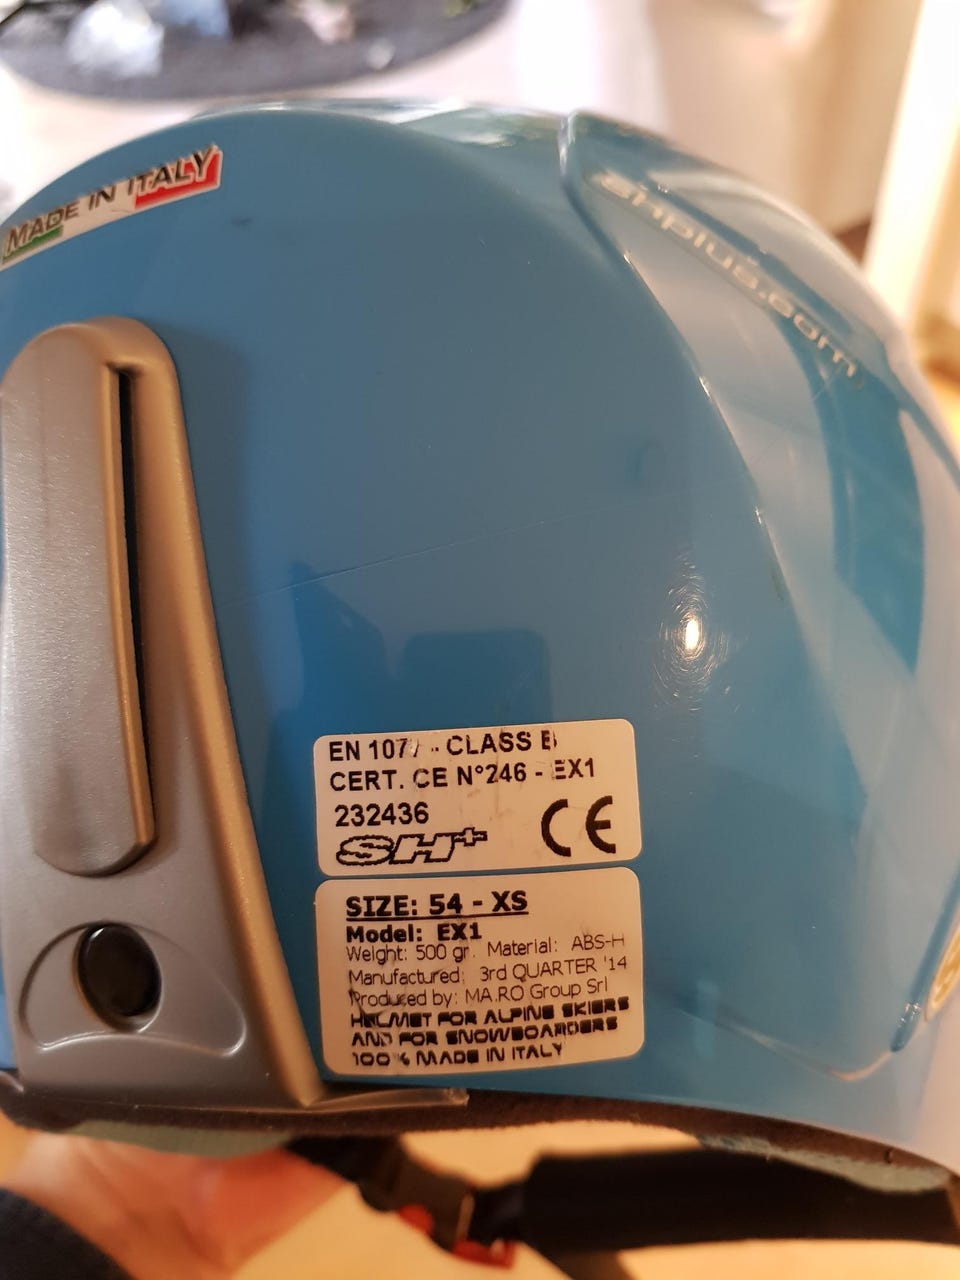 MADE IN ITALY
shplus.com
EN 107 - CLASS B
CERT. CE N°246 - EX1
232436
SH+
CE
SIZE: 54 - XS
Model: EX1
Weight: 500 gr. Material: ABS-H
Manufactured: 3rd QUARTER '14
Produced by: MA.RO Group Srl
HELMET FOR ALPINE SKIERS
AND FOR SNOWBOARDERS
100% MADE IN ITALY